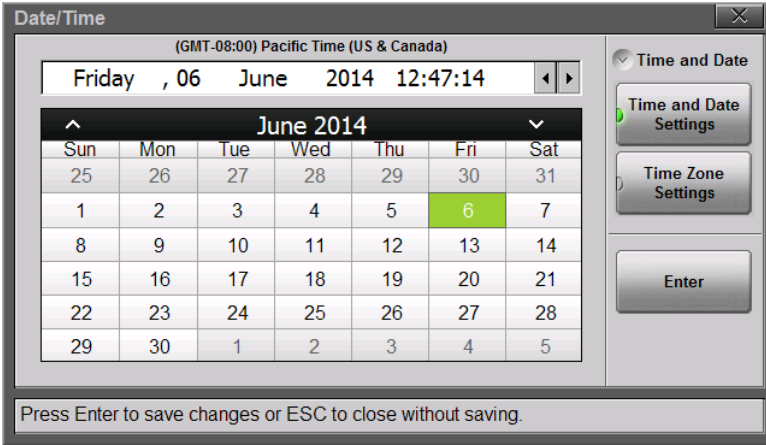 Date/Time
(GMT-08:00) Pacific Time (US & Canada)
Friday , 06 June 2014 12:47:14
June 2014
Sun Mon Tue Wed Thu Fri Sat
25 26 27 28 29 30 31
1 2 3 4 5 6 7
8 9 10 11 12 13 14
15 16 17 18 19 20 21
22 23 24 25 26 27 28
29 30 1 2 3 4 5
Time and Date
Time and Date
Settings
Time Zone
Settings
Enter
Press Enter to save changes or ESC to close without saving.